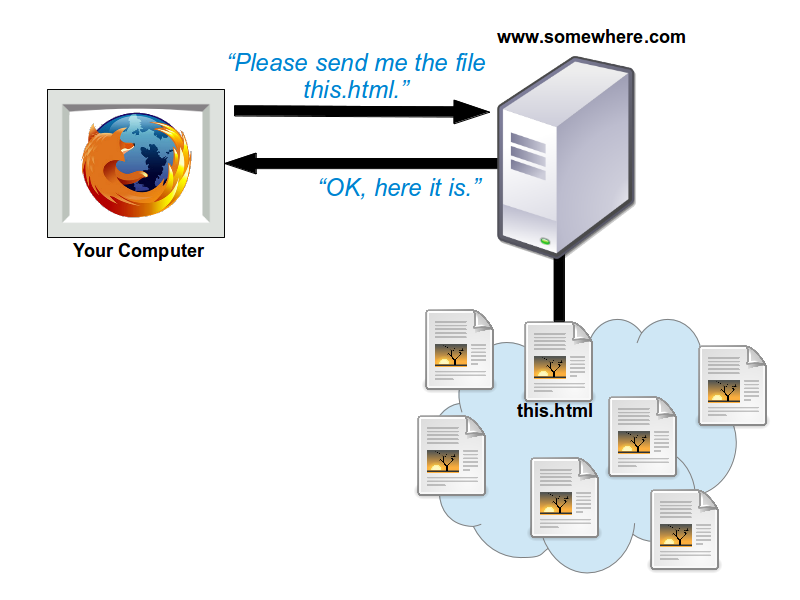 www.somewhere.com
“Please send me the file
this.html.”
“OK, here it is.”
Your Computer
this.html